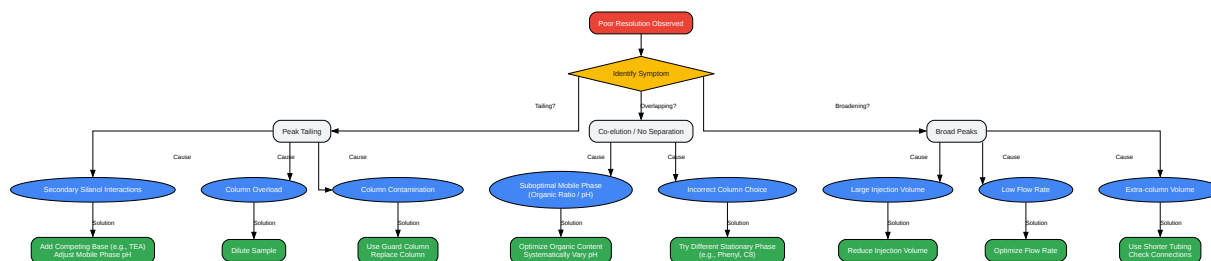 Poor Resolution Observed
Identify Symptom
Tailing?
Overlapping?
Broadening?
Peak Tailing
Co-elution / No Separation
Broad Peaks
Cause
Cause
Cause
Cause
Cause
Cause
Cause
Cause
Secondary Silanol Interactions
Column Overload
Column Contamination
Suboptimal Mobile Phase
(Organic Ratio / pH)
Incorrect Column Choice
Large Injection Volume
Low Flow Rate
Extra-column Volume
Solution
Solution
Solution
Solution
Solution
Solution
Solution
Solution
Add Competing Base (e.g., TEA)
Adjust Mobile Phase pH
Dilute Sample
Use Guard Column
Replace Column
Optimize Organic Content
Systematically Vary pH
Try Different Stationary Phase
(e.g., Phenyl, C8)
Reduce Injection Volume
Optimize Flow Rate
Use Shorter Tubing
Check Connections